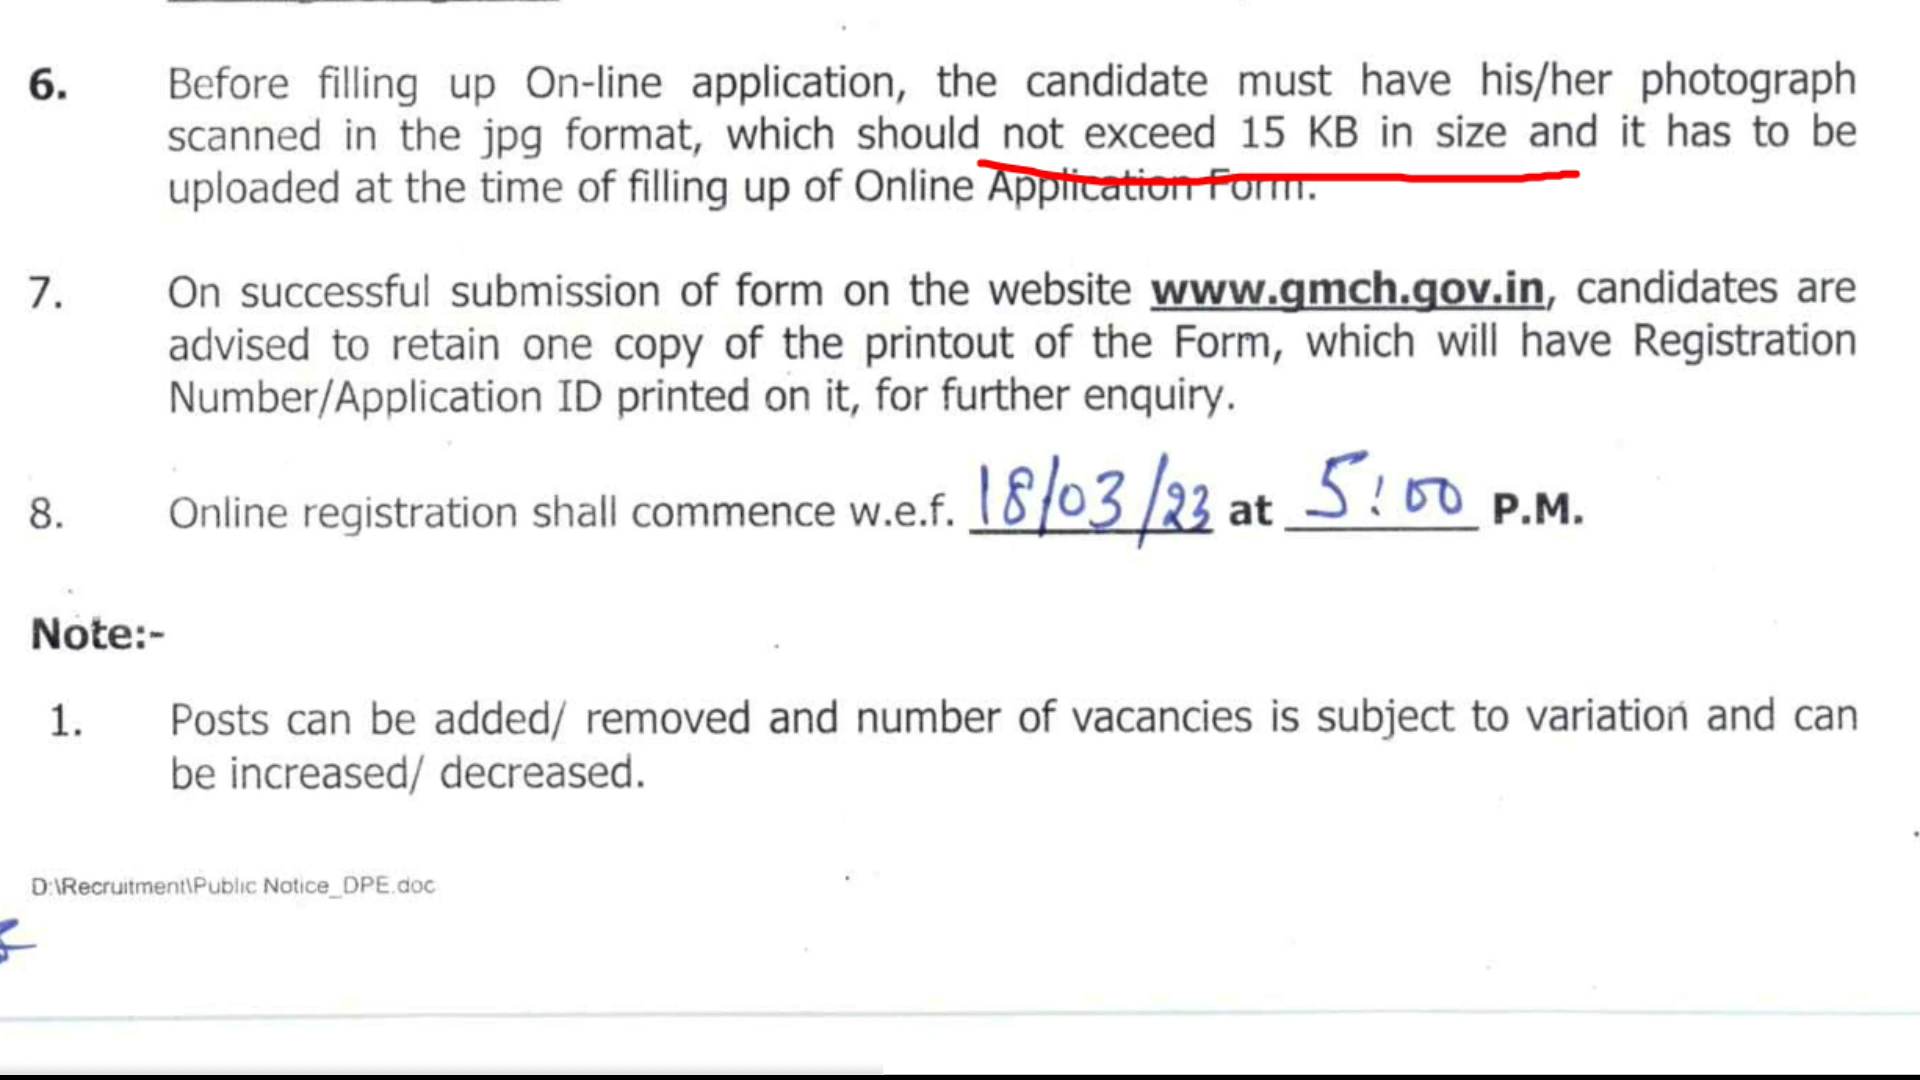 6. Before filling up On-line application, the candidate must have his/her photograph
scanned in the jpg format, which should not exceed 15 KB in size and it has to be
uploaded at the time of filling up of Online Application Form.
7. On successful submission of form on the website www.gmch.gov.in, candidates are
advised to retain one copy of the printout of the Form, which will have Registration
Number/Application ID printed on it, for further enquiry.
8. Online registration shall commence w.e.f. 18/03/23 at 5:00 P.M.
Note:-
1. Posts can be added/ removed and number of vacancies is subject to variation and can
be increased/ decreased.
D:\Recruitment\Public Notice_DPE.doc